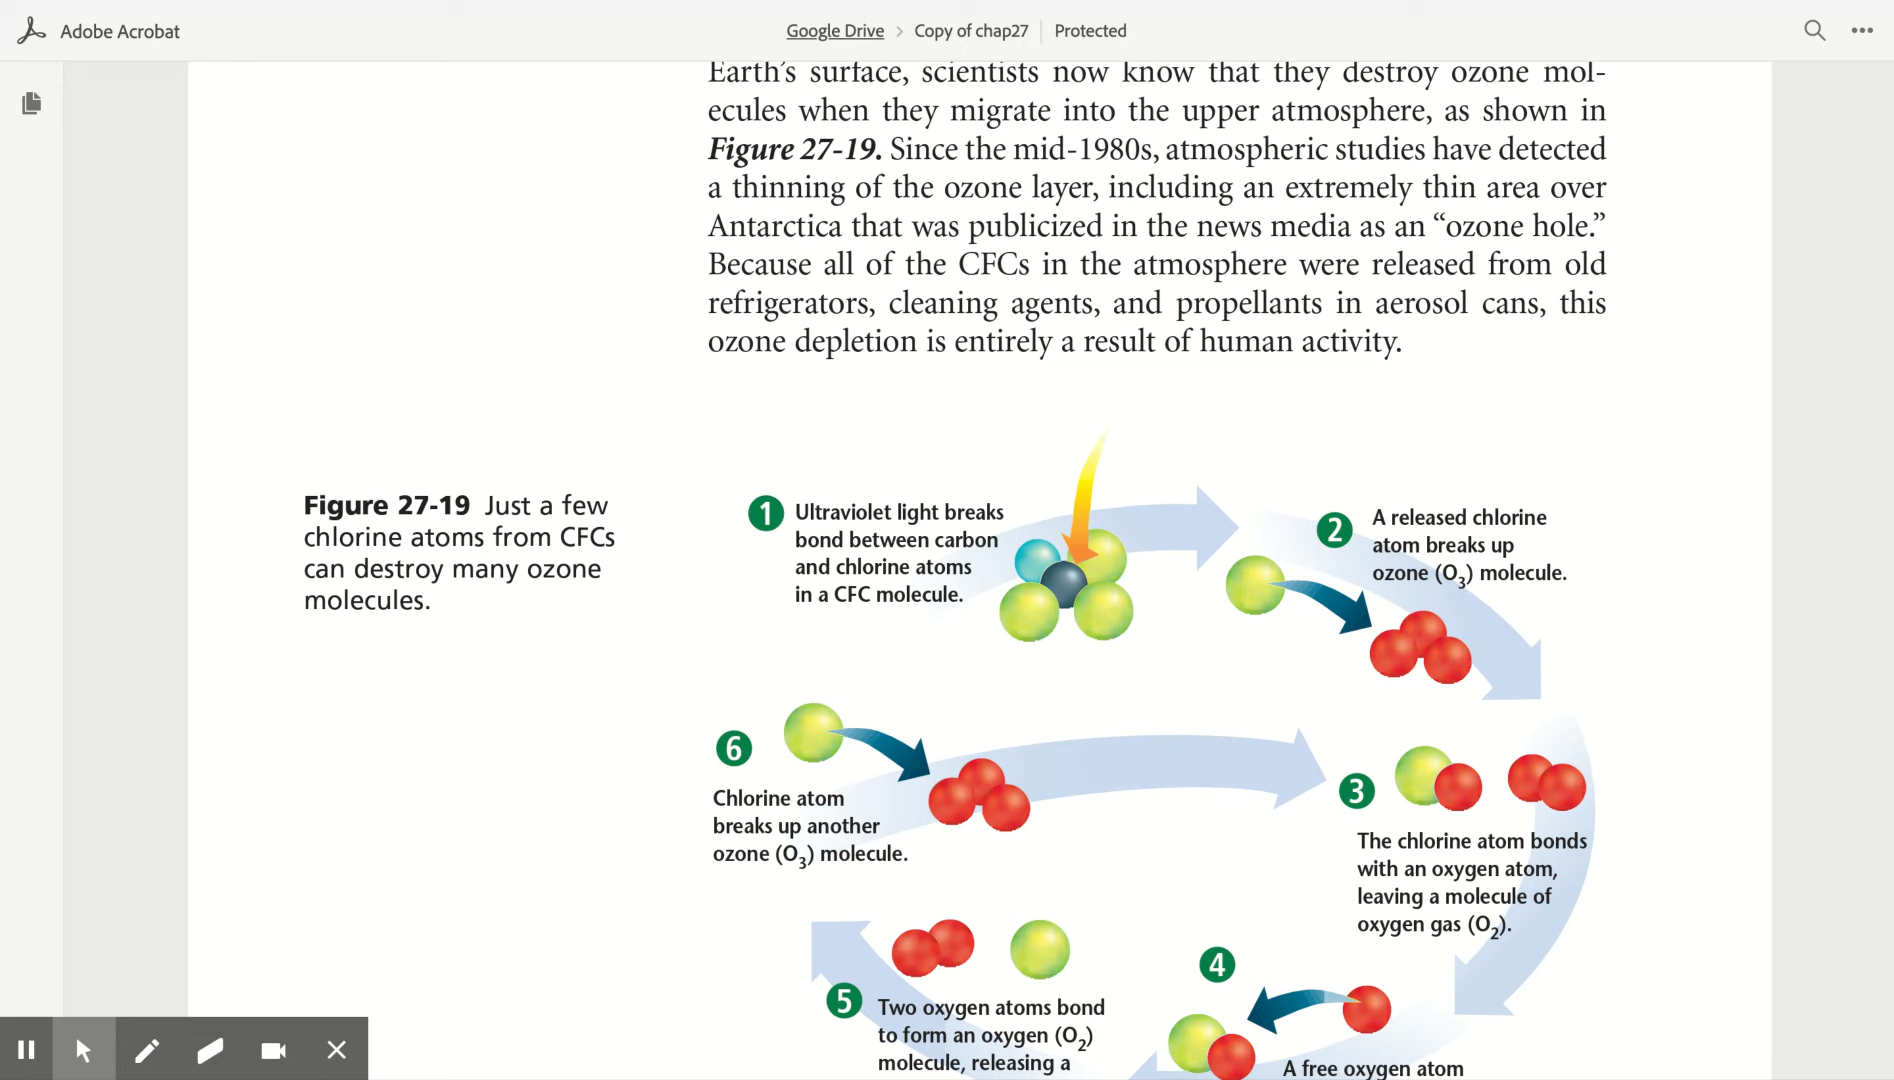 Adobe Acrobat
Google Drive > Copy of chap27 | Protected
Earth's surface, scientists now know that they destroy ozone mol-
ecules when they migrate into the upper atmosphere, as shown in
Figure 27-19. Since the mid-1980s, atmospheric studies have detected
a thinning of the ozone layer, including an extremely thin area over
Antarctica that was publicized in the news media as an “ozone hole.”
Because all of the CFCs in the atmosphere were released from old
refrigerators, cleaning agents, and propellants in aerosol cans, this
ozone depletion is entirely a result of human activity.
Figure 27-19 Just a few
chlorine atoms from CFCs
can destroy many ozone
molecules.
1
Ultraviolet light breaks
bond between carbon
and chlorine atoms
in a CFC molecule.
2
A released chlorine
atom breaks up
ozone (O₃) molecule.
3
The chlorine atom bonds
with an oxygen atom,
leaving a molecule of
oxygen gas (O₂).
4
A free oxygen atom
5
Two oxygen atoms bond
to form an oxygen (O₂)
molecule, releasing a
6
Chlorine atom
breaks up another
ozone (O₃) molecule.